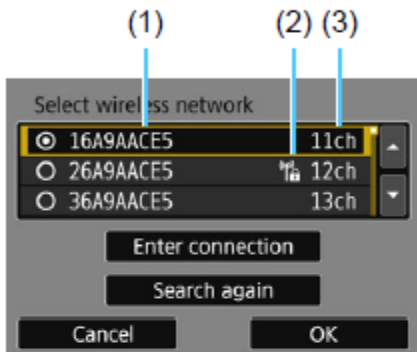 (1) (2) (3)
Select wireless network
16A9AACE5 11ch
26A9AACE5 12ch
36A9AACE5 13ch
Enter connection
Search again
Cancel OK